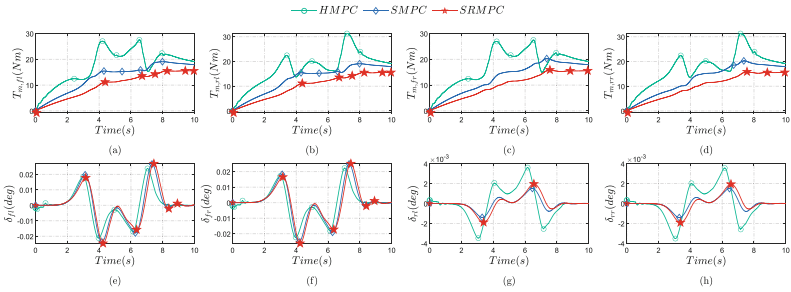 HMPC SMPC SRMPC
30 20 10 0
T_{m,fl}(Nm)
0 2 4 6 8 10
Time(s)
(a)
30 20 10 0
T_{m,rl}(Nm)
0 2 4 6 8 10
Time(s)
(b)
30 20 10 0
T_{m,fr}(Nm)
0 2 4 6 8 10
Time(s)
(c)
30 20 10 0
T_{m,rr}(Nm)
0 2 4 6 8 10
Time(s)
(d)
0.02 0.01 0 -0.01 -0.02
δ_{fl}(deg)
0 2 4 6 8 10
Time(s)
(e)
0.02 0.01 0 -0.01 -0.02
δ_{fr}(deg)
0 2 4 6 8 10
Time(s)
(f)
×10⁻³
4 2 0 -2 -4
δ_{rl}(deg)
0 2 4 6 8 10
Time(s)
(g)
×10⁻³
4 2 0 -2 -4
δ_{rr}(deg)
0 2 4 6 8 10
Time(s)
(h)